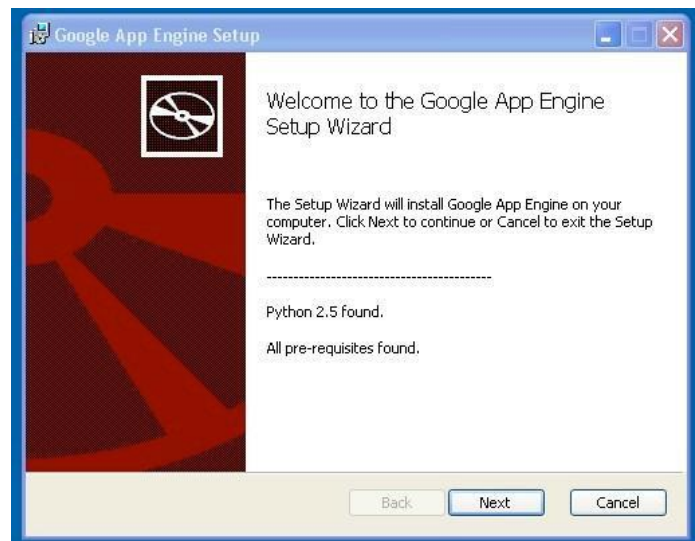 Google App Engine Setup
Welcome to the Google App Engine
Setup Wizard
The Setup Wizard will install Google App Engine on your
computer. Click Next to continue or Cancel to exit the Setup
Wizard.
-----------------------------------------
Python 2.5 found.
All pre-requisites found.
Back Next Cancel